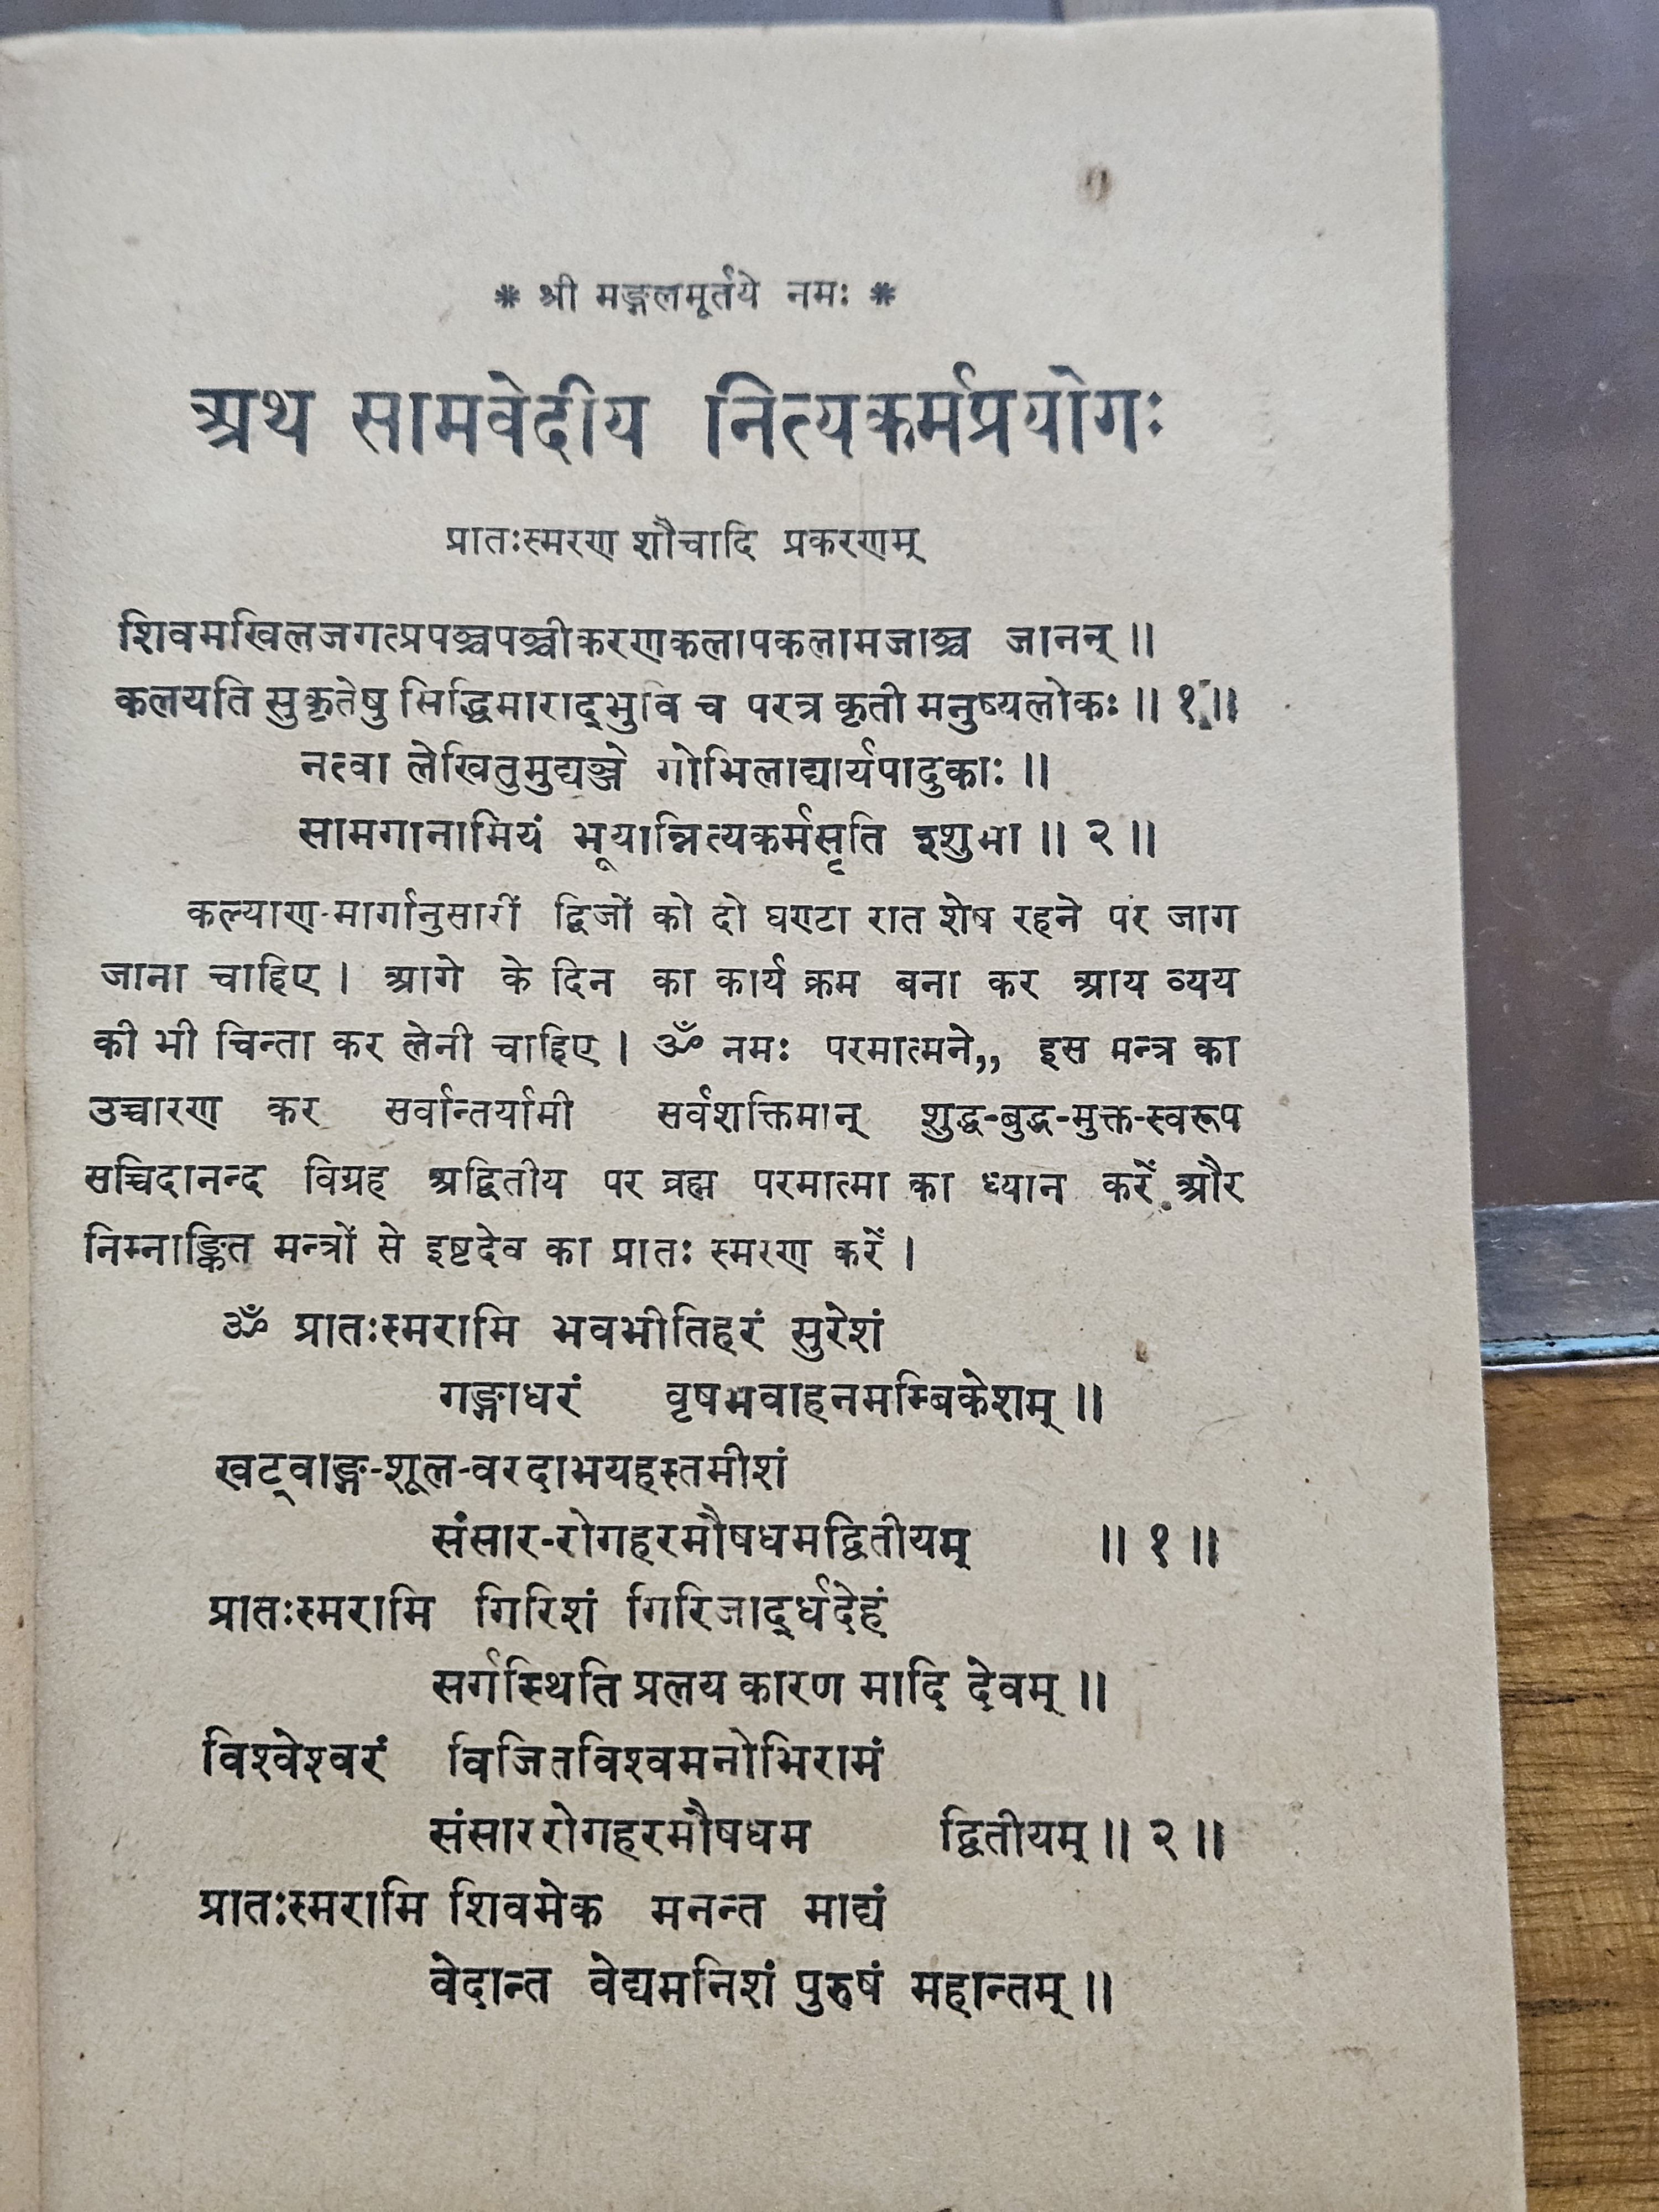 * श्री मङ्गलमूर्तये नमः *
अथ सामवेदीय नित्यकर्मप्रयोगः
प्रातःस्मरण शौचादि प्रकरणम्
शिवमखिलजगत्प्रपञ्चपञ्चीकरणकलापकलामजाञ्च जानन् ॥
कलयति सुकृतेषु सिद्धिमाराद्भुवि च परत्र कृती मनुष्यलोकः ॥ १ ॥
नत्वा लेखितुमुद्यञ्जे गोभिलाद्यार्यपादुकाः ॥
सामगानामियं भूयान्नित्यकर्मसृति इशुभा ॥ २ ॥
कल्याण-मार्गानुसारीं द्विजों को दो घण्टा रात शेष रहने पर जाग
जाना चाहिए । आगे के दिन का कार्य क्रम बना कर आय व्यय
की भी चिन्ता कर लेनी चाहिए । ॐ नमः परमात्मने,, इस मन्त्र का
उच्चारण कर सर्वान्तर्यामी सर्वशक्तिमान् शुद्ध-बुद्ध-मुक्त-स्वरूप
सच्चिदानन्द विग्रह अद्वितीय पर ब्रह्म परमात्मा का ध्यान करें और
निम्नाङ्कित मन्त्रों से इष्टदेव का प्रातः स्मरण करें ।
ॐ प्रातःस्मरामि भवभीतिहरं सुरेशं
गङ्गाधरं वृषभवाहनमम्बिकेशम् ॥
खट्वाङ्ग-शूल-वरदाभयहस्तमीशं
संसार-रोगहरमौषधमद्वितीयम् ॥ १ ॥
प्रातःस्मरामि गिरिशं गिरिजाद्र्धदेहं
सर्गस्थिति प्रलय कारण मादि देवम् ॥
विश्वेश्वरं विजितविश्वमनोभिरामं
संसाररोगहरमौषधम द्वितीयम् ॥ २ ॥
प्रातःस्मरामि शिवमेक मनन्त माद्यं
वेदान्त वेद्यमनिशं पुरुषं महान्तम् ॥